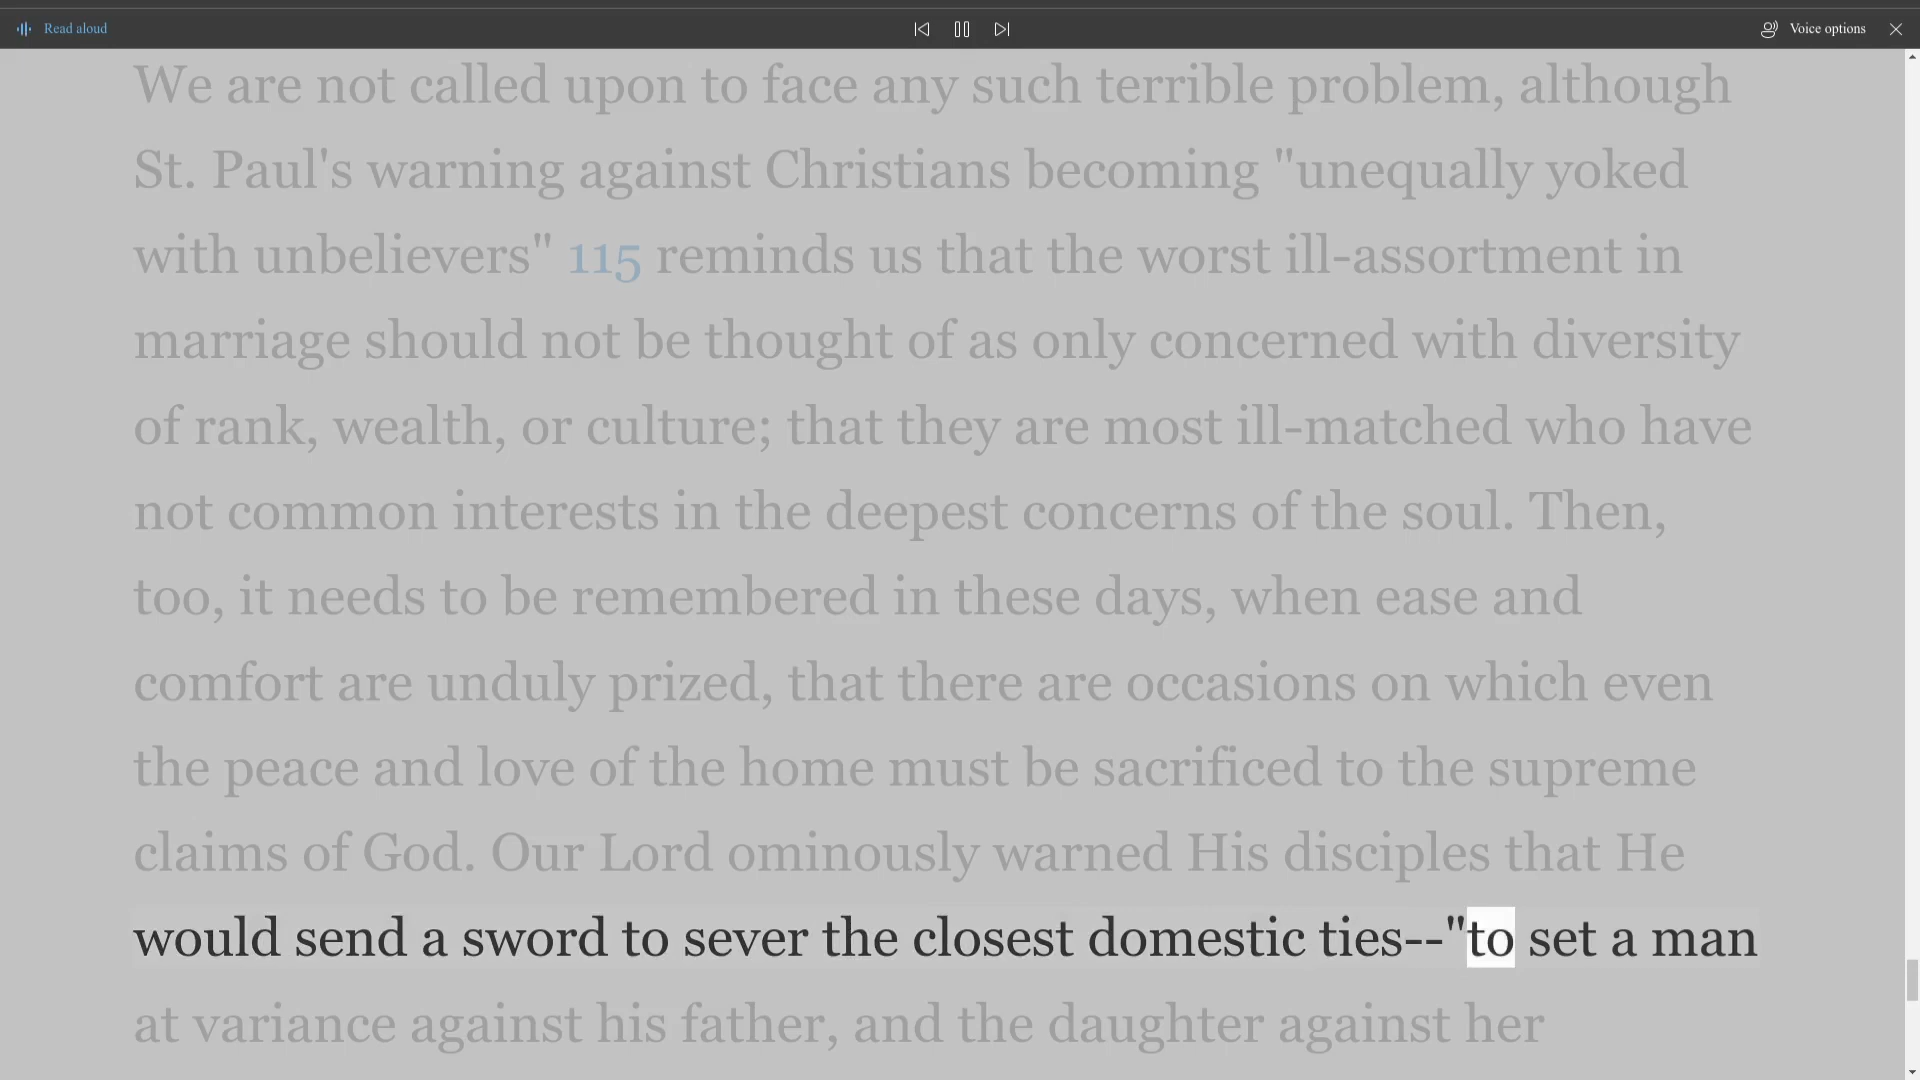 Read aloud
Voice options
We are not called upon to face any such terrible problem, although
St. Paul's warning against Christians becoming "unequally yoked
with unbelievers" 115 reminds us that the worst ill-assortment in
marriage should not be thought of as only concerned with diversity
of rank, wealth, or culture; that they are most ill-matched who have
not common interests in the deepest concerns of the soul. Then,
too, it needs to be remembered in these days, when ease and
comfort are unduly prized, that there are occasions on which even
the peace and love of the home must be sacrificed to the supreme
claims of God. Our Lord ominously warned His disciples that He
would send a sword to sever the closest domestic ties--"to set a man
at variance against his father, and the daughter against her